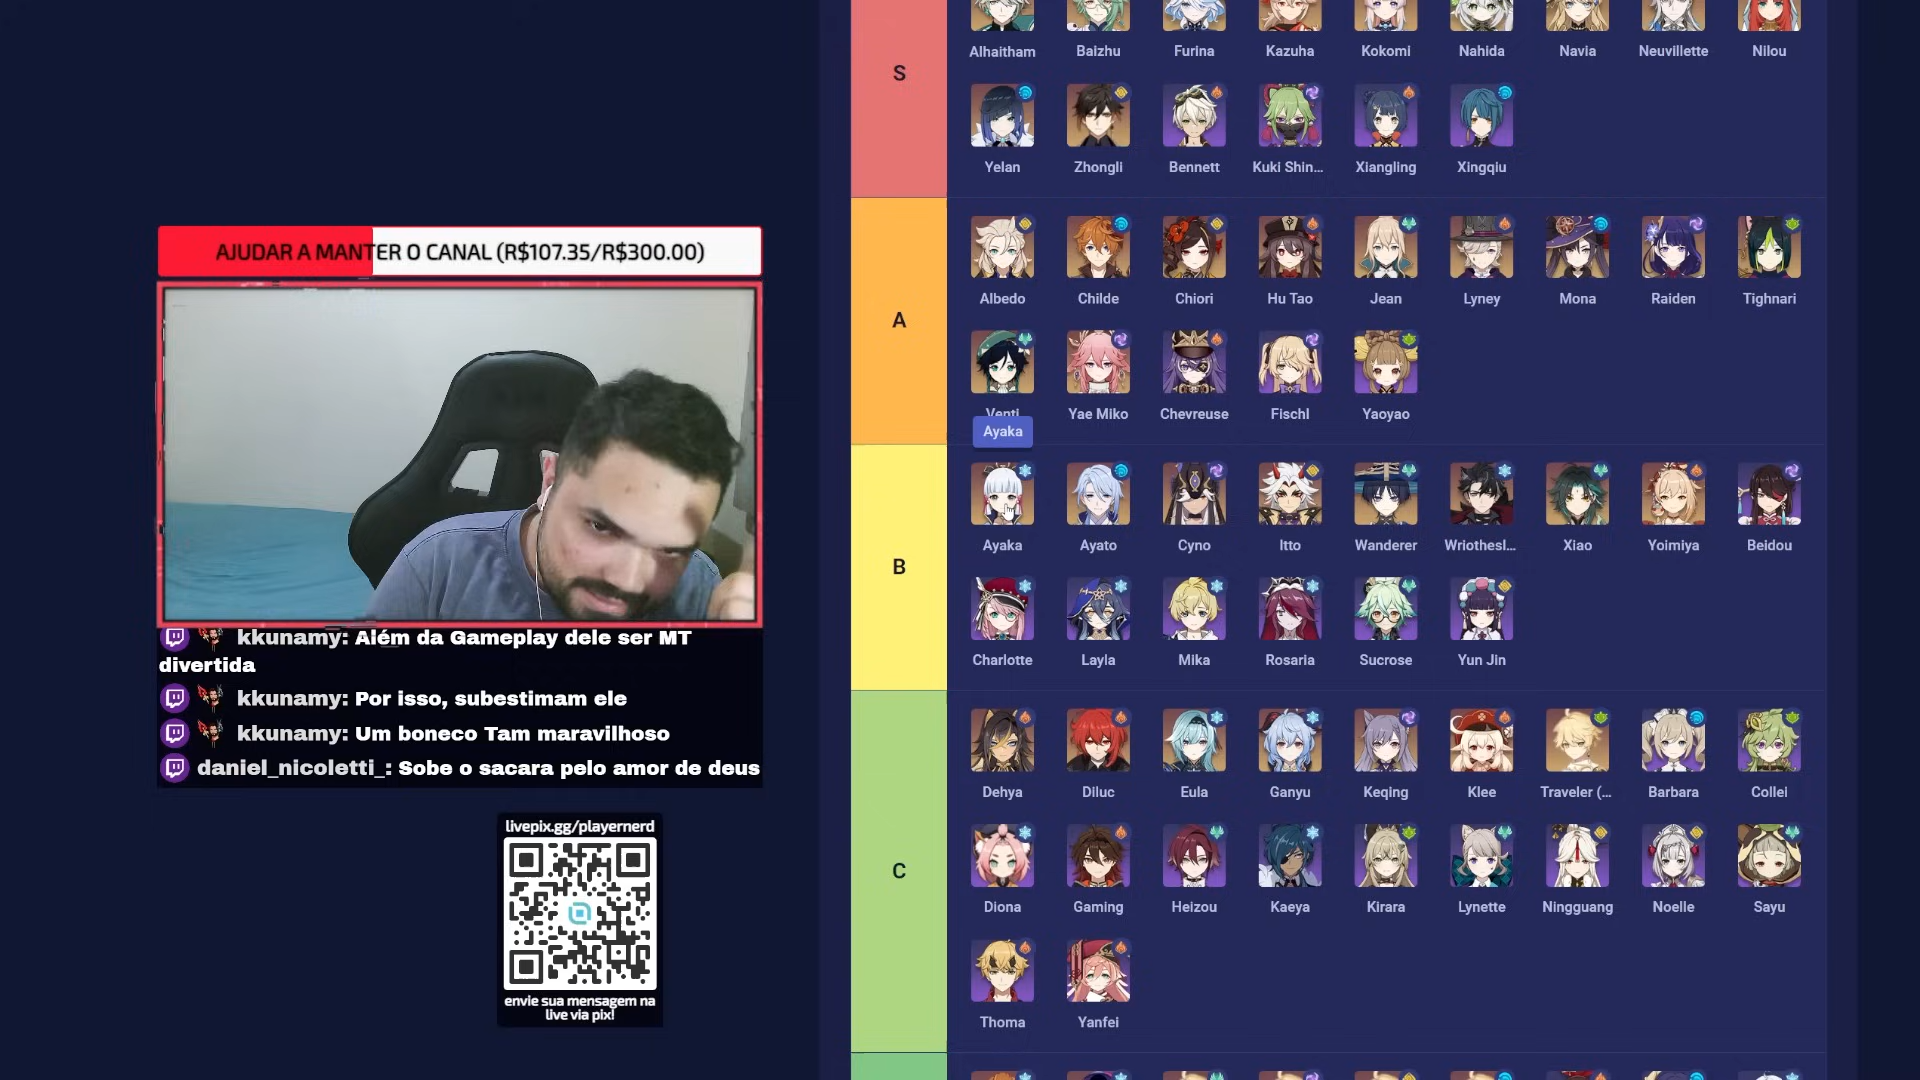 AJUDAR A MANTER O CANAL (R$107.35/R$300.00)
kkunamy: Além da Gameplay dele ser MT
divertida
kkunamy: Por isso, subestimam ele
kkunamy: Um boneco Tam maravilhoso
daniel_nicoletti_: Sobe o sacara pelo amor de deus
livepix.gg/playernerd
envie sua mensagem na
live via pix!
S
Alhaitham Baizhu Furina Kazuha Kokomi Nahida Navia Neuvillette Nilou
Yelan Zhongli Bennett Kuki Shin... Xiangling Xingqiu
A
Albedo Childe Chiori Hu Tao Jean Lyney Mona Raiden Tighnari
Venti Yae Miko Chevreuse Fischl Yaoyao
Ayaka
B
Ayaka Ayato Cyno Itto Wanderer Wriothesl... Xiao Yoimiya Beidou
Charlotte Layla Mika Rosaria Sucrose Yun Jin
C
Dehya Diluc Eula Ganyu Keqing Klee Traveler (... Barbara Collei
Diona Gaming Heizou Kaeya Kirara Lynette Ningguang Noelle Sayu
Thoma Yanfei